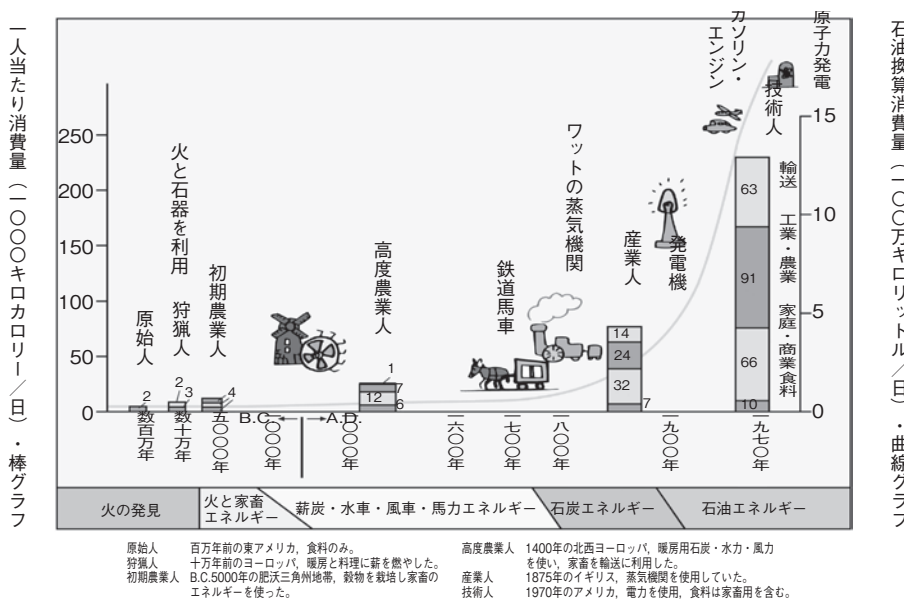 一人当たり消費量（一〇〇〇キロカロリー／日）・棒グラフ
石油換算消費量（一〇〇万キロリットル／日）・曲線グラフ
250
200
150
100
50
0
15
10
5
0
原始人
火と石器を利用　狩猟人
初期農業人
高度農業人
鉄道馬車
ワットの蒸気機関
産業人
発電機
ガソリン・
エンジン
技術人
原子力発電
輸送　工業・農業　家庭・商業食料
2
2
3
4
1
7
12
6
14
24
32
7
63
91
66
10
数百万年
数十万年
五〇〇〇年
B.C.
一〇〇〇年
A.D.
一〇〇〇年
一六〇〇年
一七〇〇年
一八〇〇年
一九〇〇年
一九七〇年
火の発見
火と家畜
エネルギー
薪炭・水車・風車・馬力エネルギー
石炭エネルギー
石油エネルギー
原始人　百万年前の東アメリカ，食料のみ。
狩猟人　十万年前のヨーロッパ，暖房と料理に薪を燃やした。
初期農業人　B.C.5000年の肥沃三角州地帯，穀物を栽培し家畜の
エネルギーを使った。
高度農業人　1400年の北西ヨーロッパ，暖房用石炭・水力・風力
を使い，家畜を輸送に利用した。
産業人　1875年のイギリス，蒸気機関を使用していた。
技術人　1970年のアメリカ，電力を使用，食料は家畜用を含む。